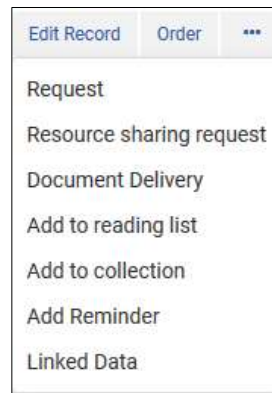 Edit Record Order •••
Request
Resource sharing request
Document Delivery
Add to reading list
Add to collection
Add Reminder
Linked Data